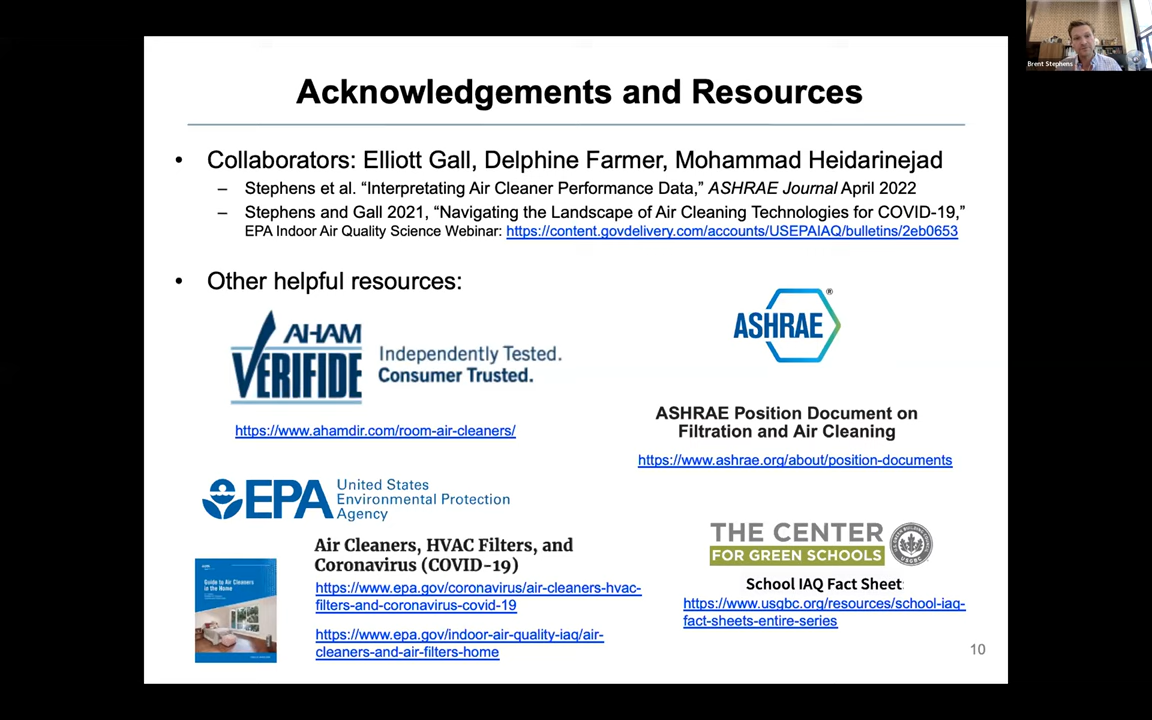 Brent Stephens
Acknowledgements and Resources
• Collaborators: Elliott Gall, Delphine Farmer, Mohammad Heidarinejad
– Stephens et al. “Interpretating Air Cleaner Performance Data,” ASHRAE Journal April 2022
– Stephens and Gall 2021, “Navigating the Landscape of Air Cleaning Technologies for COVID-19,”
EPA Indoor Air Quality Science Webinar: https://content.govdelivery.com/accounts/USEPAIAQ/bulletins/2eb0653
• Other helpful resources:
AHAM
VERIFIDE
Independently Tested.
Consumer Trusted.
https://www.ahamdir.com/room-air-cleaners/
ASHRAE®
ASHRAE Position Document on
Filtration and Air Cleaning
https://www.ashrae.org/about/position-documents
EPA
United States
Environmental Protection
Agency
Air Cleaners, HVAC Filters, and
Coronavirus (COVID-19)
https://www.epa.gov/coronavirus/air-cleaners-hvac-
filters-and-coronavirus-covid-19
https://www.epa.gov/indoor-air-quality-iaq/air-
cleaners-and-air-filters-home
Guide to Air Cleaners
in the Home
THE CENTER
FOR GREEN SCHOOLS
USGBC
School IAQ Fact Sheet
https://www.usgbc.org/resources/school-iaq-
fact-sheets-entire-series
10